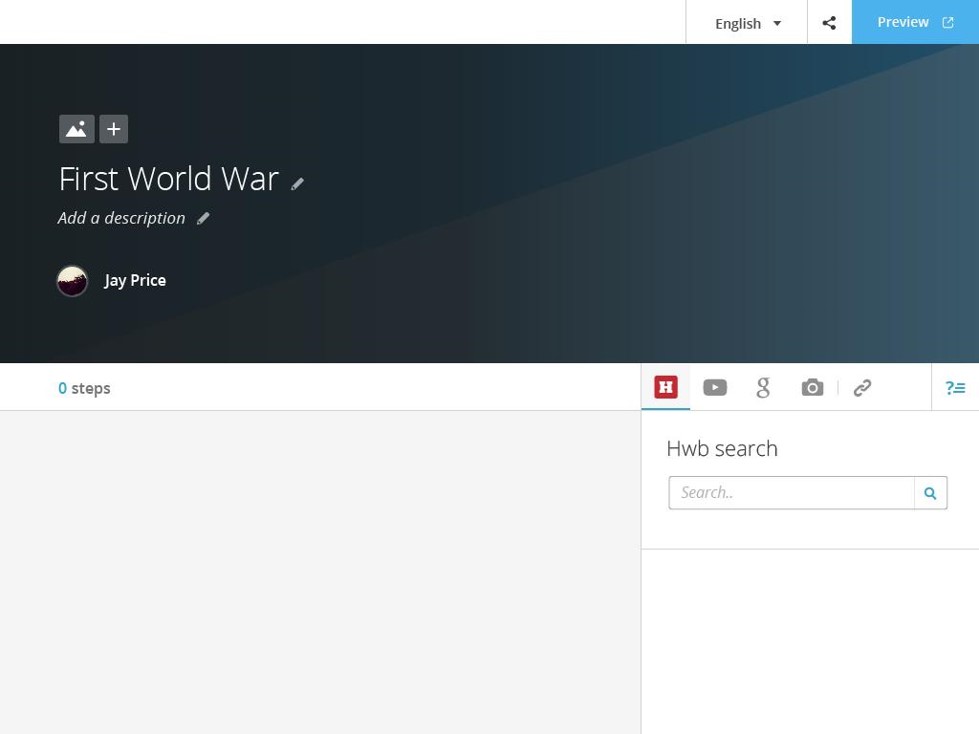 English
Preview
First World War
Add a description
Jay Price
0 steps
H
g
?=
Hwb search
Search..